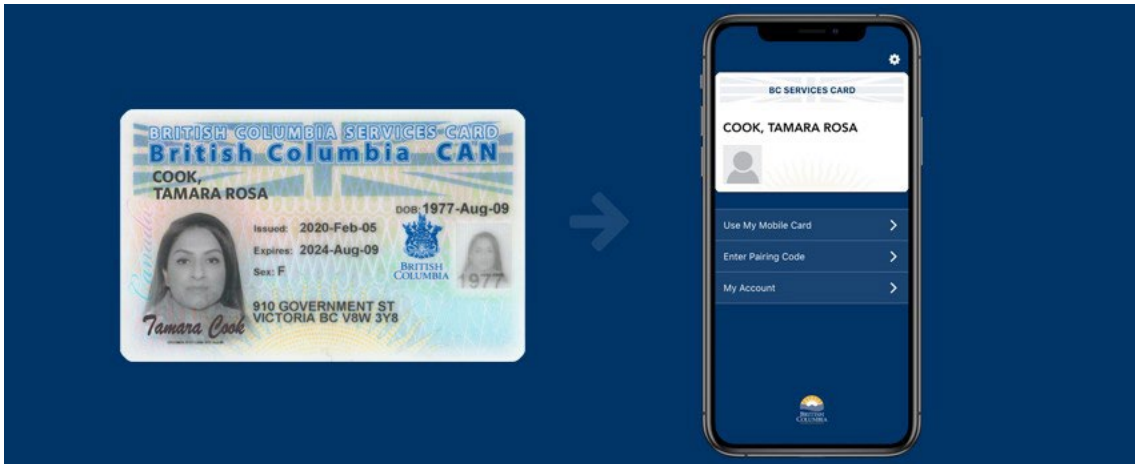 BRITISH COLUMBIA SERVICES CARD
British Columbia CAN
COOK,
TAMARA ROSA
DOB: 1977-Aug-09
Issued: 2020-Feb-05
Expires: 2024-Aug-09
Sex: F
BRITISH
COLUMBIA
1977
910 GOVERNMENT ST
VICTORIA BC V8W 3Y8
Canada
Tamara Cook
BC SERVICES CARD
COOK, TAMARA ROSA
Use My Mobile Card
Enter Pairing Code
My Account
BRITISH
COLUMBIA